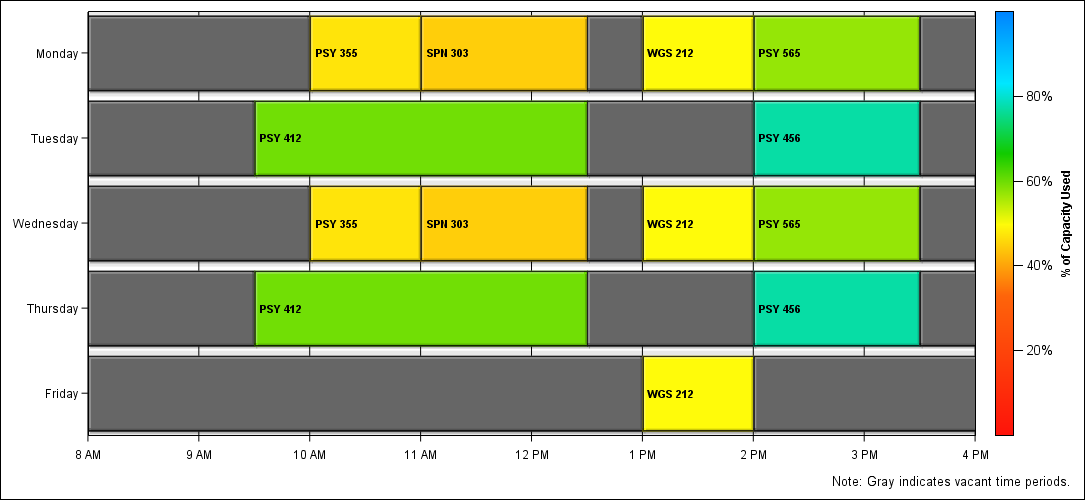 Monday
PSY 355
SPN 303
WGS 212
PSY 565
Tuesday
PSY 412
PSY 456
Wednesday
PSY 355
SPN 303
WGS 212
PSY 565
Thursday
PSY 412
PSY 456
Friday
WGS 212
8 AM
9 AM
10 AM
11 AM
12 PM
1 PM
2 PM
3 PM
4 PM
80%
60%
40%
20%
% of Capacity Used
Note: Gray indicates vacant time periods.